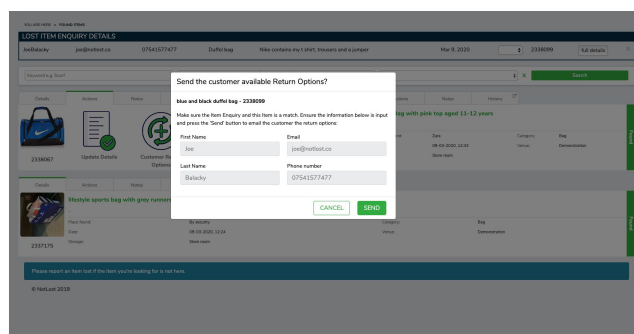 YOU ARE HERE > FOUND ITEMS
LOST ITEM ENQUIRY DETAILS
JoeBalacky joe@notlost.co 07541577477 Duffel bag Nike contains my t shirt, trousers and a jumper Mar 9, 2020 2338099 full details
Search
Send the customer available Return Options?
Details Actions Notes Notes History
blue and black duffel bag - 2338099
bag with pink top aged 11-12 years
Make sure the Item Enquiry and this Item is a match. Ensure the information below is input
and press the 'Send' button to email the customer the return options:
First Name Email
Joe joe@notlost.co
Date Category Bag
08-03-2020, 12:33 Venue Demonstration
Store room
Last Name Phone number
Balacky 07541577477
2338067 Update Details Customer Re
Options
Found
CANCEL SEND
Details Actions Notes
lifestyle sports bag with grey runners
Place found By security Category Bag
Date 08-03-2020, 12:24 Venue Demonstration
Storage Store room
2337175
Found
Please report an item lost if the item you're looking for is not here.
© NotLost 2018